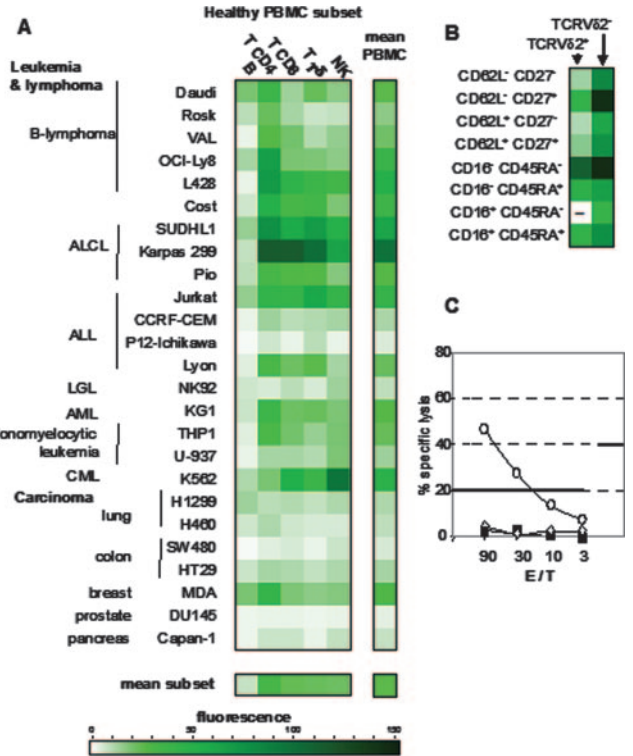 A
Healthy PBMC subset
B
T CD4
T CD8
T γδ
NK
mean
PBMC
Leukemia
& lymphoma
B-lymphoma
Daudi
Rosk
VAL
OCI-Ly8
L428
Cost
ALCL
SUDHL1
Karpas 299
Pio
ALL
Jurkat
CCRF-CEM
P12-Ichikawa
Lyon
LGL
NK92
AML
KG1
onomyelocytic
leukemia
THP1
U-937
CML
K562
Carcinoma
lung
H1299
H460
colon
SW480
HT29
breast
MDA
prostate
DU145
pancreas
Capan-1
mean subset
fluorescence
0
B
TCRVδ2-
TCRVδ2+
CD62L- CD27-
CD62L- CD27+
CD62L+ CD27-
CD62L+ CD27+
CD16- CD45RA-
CD16- CD45RA+
CD16+ CD45RA-
–
CD16+ CD45RA+
C
% specific lysis
80
60
40
20
0
90 30 10 3
E/T